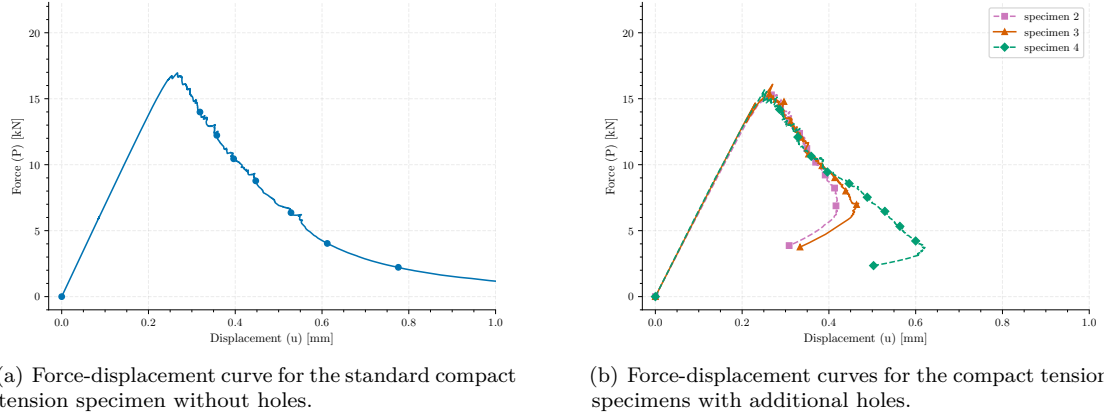 20
15
10
5
0
Force (P) [kN]
0.0 0.2 0.4 0.6 0.8 1.0
Displacement (u) [mm]
a) Force-displacement curve for the standard compact
tension specimen without holes.
specimen 2
specimen 3
specimen 4
20
15
10
5
0
Force (P) [kN]
0.0 0.2 0.4 0.6 0.8 1.0
Displacement (u) [mm]
(b) Force-displacement curves for the compact tension
specimens with additional holes.